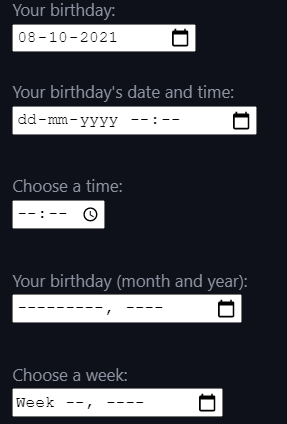 Your birthday:
08-10-2021
Your birthday's date and time:
dd-mm-yyyy --:--
Choose a time:
--:--
Your birthday (month and year):
---------, ----
Choose a week:
Week --, ----